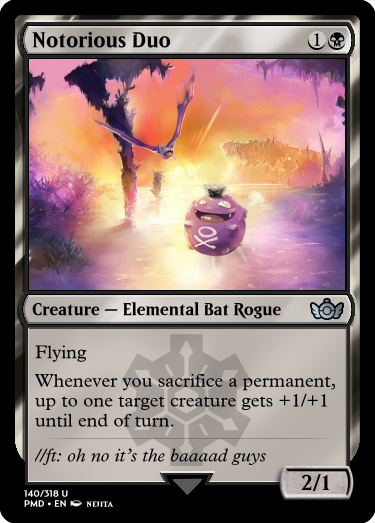 Notorious Duo 1
Creature — Elemental Bat Rogue
Flying
Whenever you sacrifice a permanent,
up to one target creature gets +1/+1
until end of turn.
//ft: oh no it's the baaaad guys
2/1
140/318 U
PMD • EN NEJITA